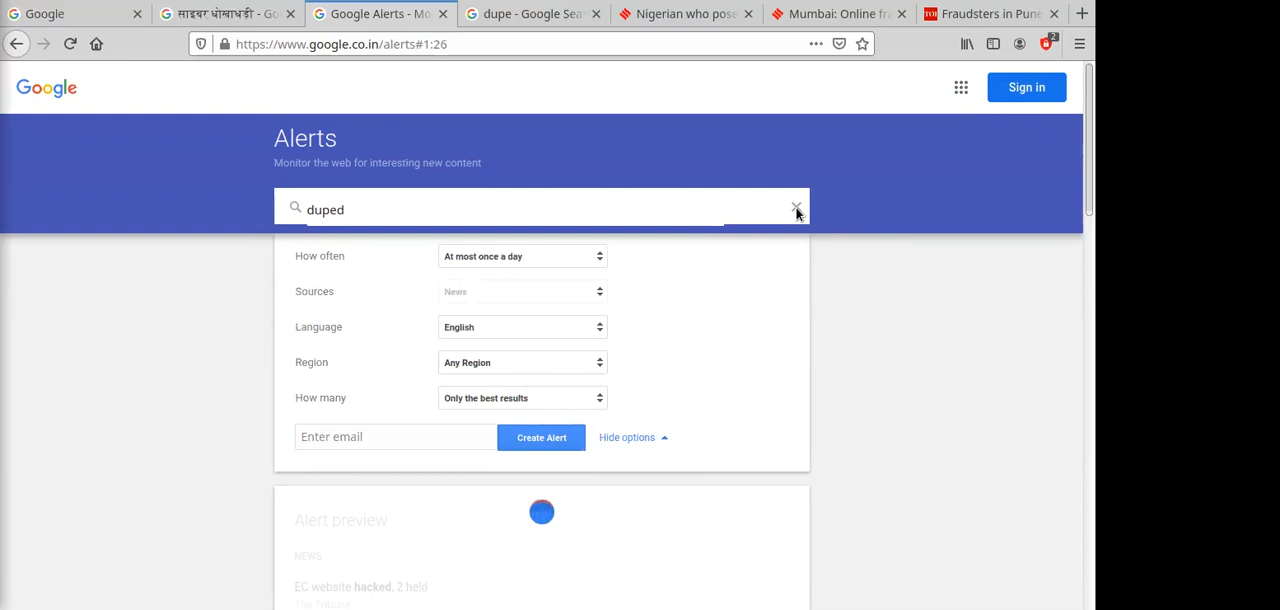 Google
साइबर धोखाधड़ी - Go
Google Alerts - Mo
dupe - Google Sea
Nigerian who pose
Mumbai: Online fra
TOI Fraudsters in Pune
https://www.google.co.in/alerts#1:26
2
Google
Sign in
Alerts
Monitor the web for interesting new content
duped
How often
At most once a day
Sources
News
Language
English
Region
Any Region
How many
Only the best results
Enter email
Create Alert
Hide options
Alert preview
NEWS
EC website hacked, 2 held
The Tribune